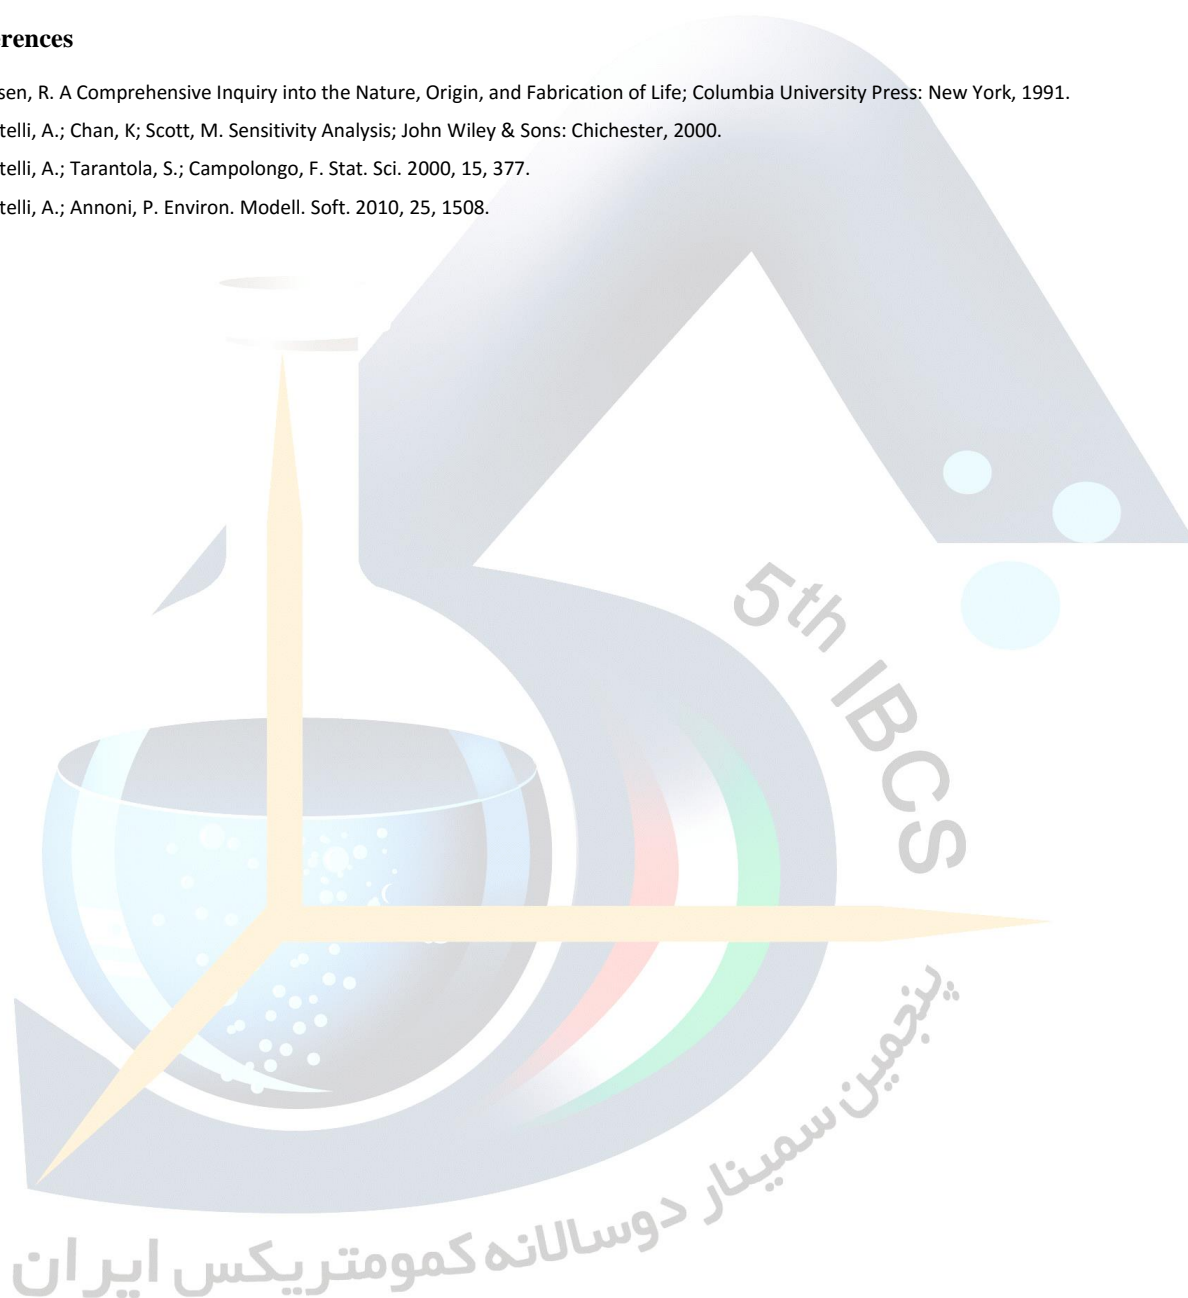 rences
sen, R. A Comprehensive Inquiry into the Nature, Origin, and Fabrication of Life; Columbia University Press: New York, 1991.
telli, A.; Chan, K; Scott, M. Sensitivity Analysis; John Wiley & Sons: Chichester, 2000.
telli, A.; Tarantola, S.; Campolongo, F. Stat. Sci. 2000, 15, 377.
telli, A.; Annoni, P. Environ. Modell. Soft. 2010, 25, 1508.
5th IBCS
پنجمین سمینار دوسالانه کمومتریکس ایران